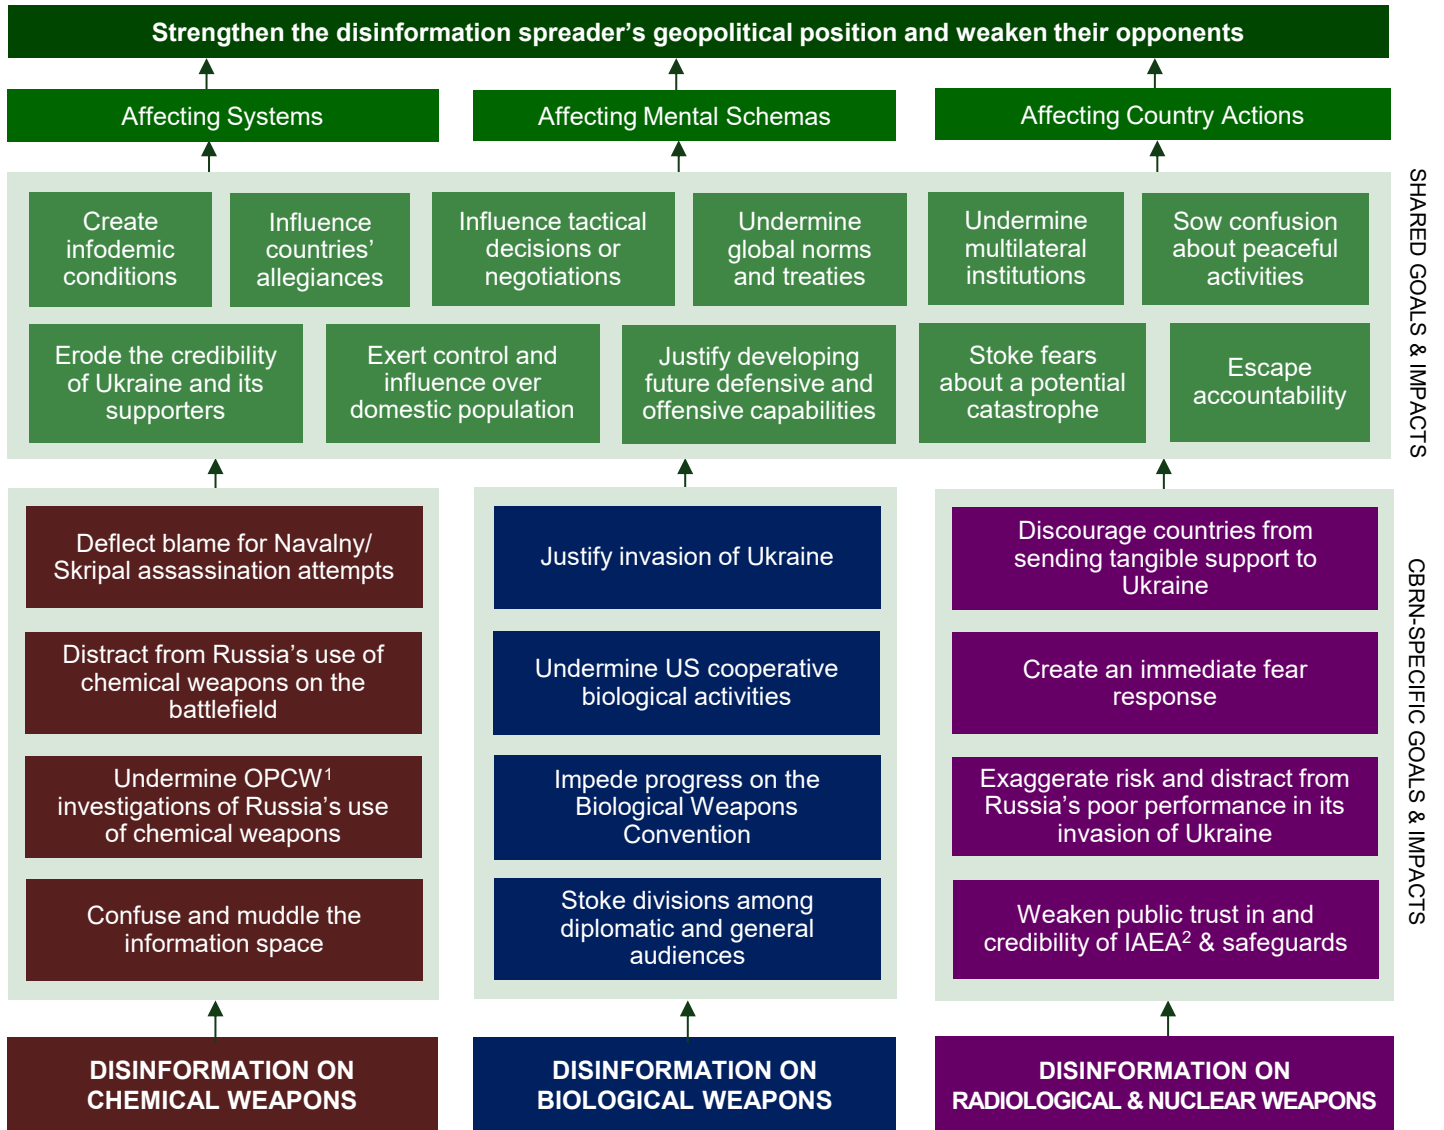 Strengthen the disinformation spreader’s geopolitical position and weaken their opponents
Affecting Systems
Affecting Mental Schemas
Affecting Country Actions
SHARED GOALS & IMPACTS
Create
infodemic
conditions
Influence
countries’
allegiances
Influence tactical
decisions or
negotiations
Undermine
global norms
and treaties
Undermine
multilateral
institutions
Sow confusion
about peaceful
activities
Erode the credibility
of Ukraine and its
supporters
Exert control and
influence over
domestic population
Justify developing
future defensive and
offensive capabilities
Stoke fears
about a potential
catastrophe
Escape
accountability
CBRN-SPECIFIC GOALS & IMPACTS
Deflect blame for Navalny/
Skripal assassination attempts
Distract from Russia’s use of
chemical weapons on the
battlefield
Undermine OPCW¹
investigations of Russia’s use
of chemical weapons
Confuse and muddle the
information space
Justify invasion of Ukraine
Undermine US cooperative
biological activities
Impede progress on the
Biological Weapons
Convention
Stoke divisions among
diplomatic and general
audiences
Discourage countries from
sending tangible support to
Ukraine
Create an immediate fear
response
Exaggerate risk and distract from
Russia’s poor performance in its
invasion of Ukraine
Weaken public trust in and
credibility of IAEA² & safeguards
DISINFORMATION ON
CHEMICAL WEAPONS
DISINFORMATION ON
BIOLOGICAL WEAPONS
DISINFORMATION ON
RADIOLOGICAL & NUCLEAR WEAPONS